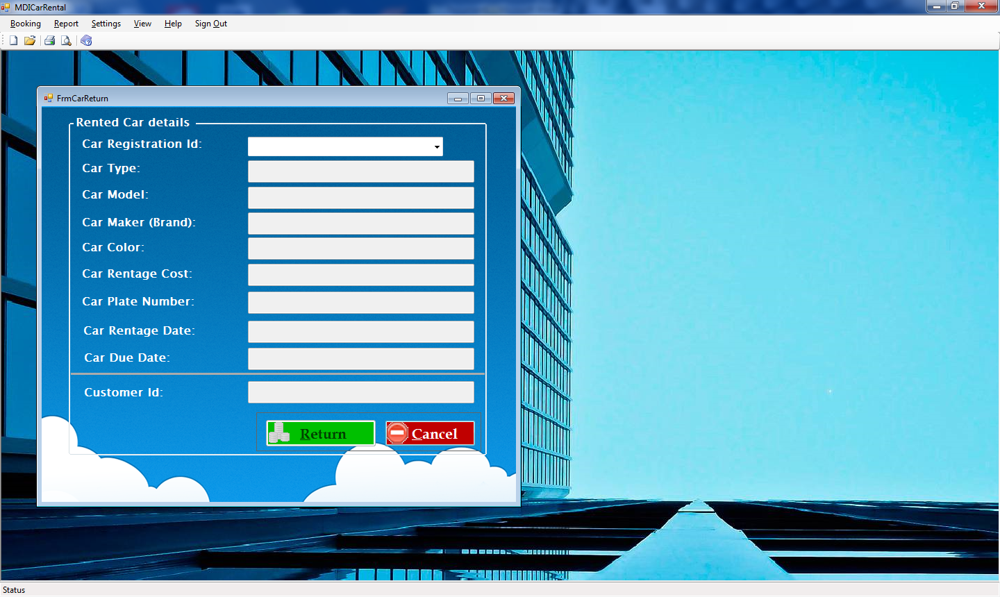 MDICarRental
Booking Report Settings View Help Sign Out
FrmCarReturn
Rented Car details
Car Registration Id:
Car Type:
Car Model:
Car Maker (Brand):
Car Color:
Car Rentage Cost:
Car Plate Number:
Car Rentage Date:
Car Due Date:
Customer Id:
Return Cancel
Status